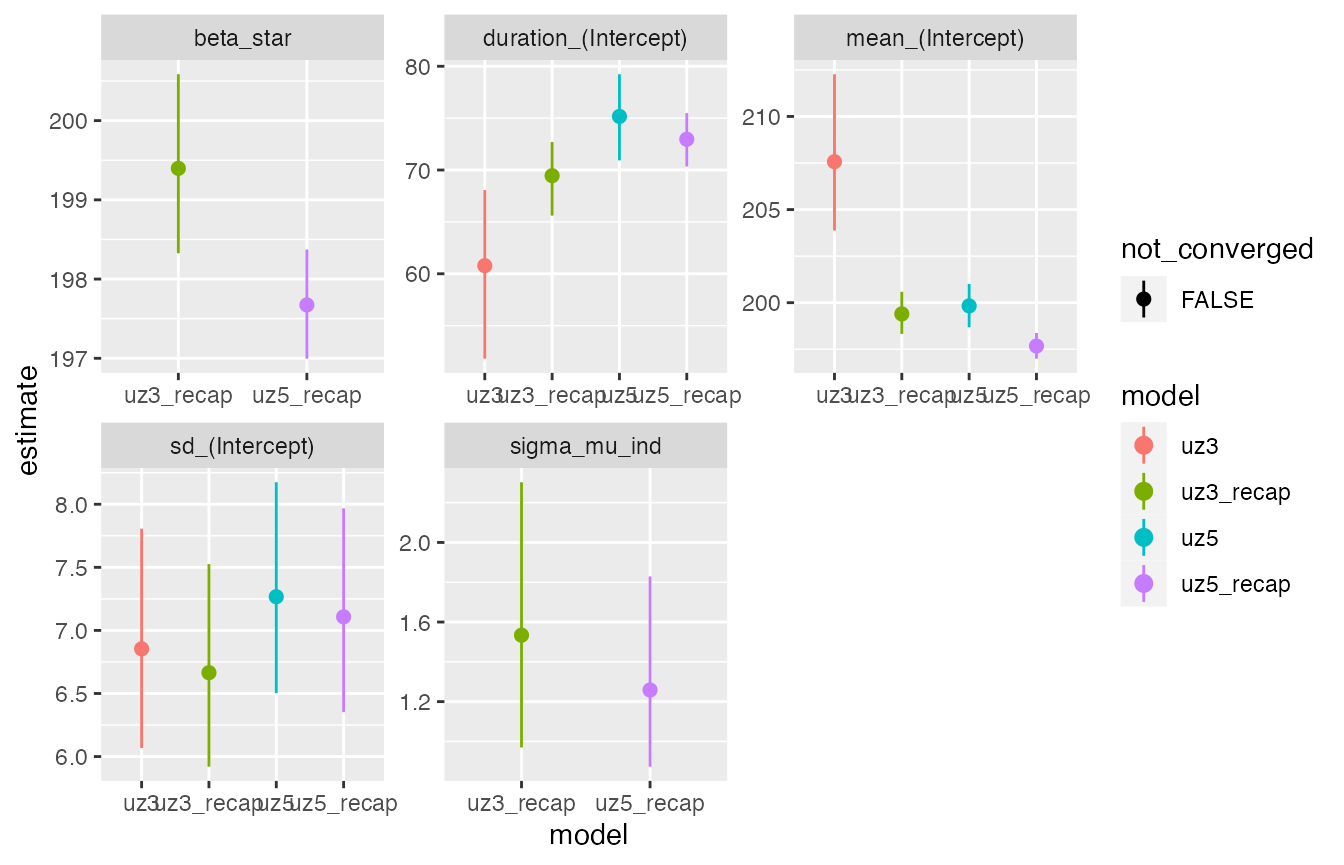 beta_star
duration_(Intercept)
mean_(Intercept)
200
199
198
197
80
70
60
210
205
200
uz3_recap
uz5_recap
uz3
uz3_recap
uz5
uz5_recap
uz3
uz3_recap
uz5
uz5_recap
estimate
sd_(Intercept)
sigma_mu_ind
8.0
7.5
7.0
6.5
6.0
2.0
1.6
1.2
uz3
uz3_recap
uz5
uz5_recap
uz3_recap
uz5_recap
model
not_converged
FALSE
model
uz3
uz3_recap
uz5
uz5_recap